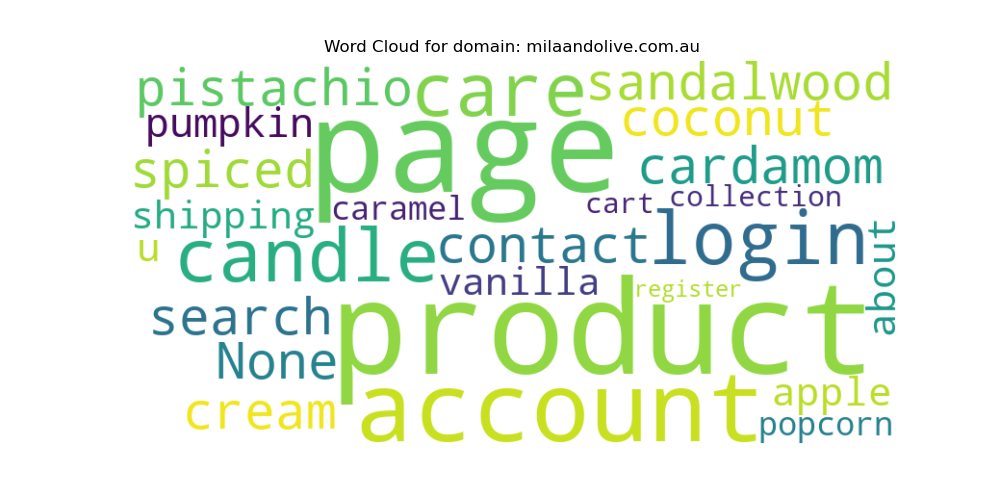 Word Cloud for domain: milaandolive.com.au
pistachio care sandalwood
pumpkin page coconut
spiced cardamom
shipping caramel cart collection
u candle contact login about
vanilla register
search product
None
cream account apple
popcorn